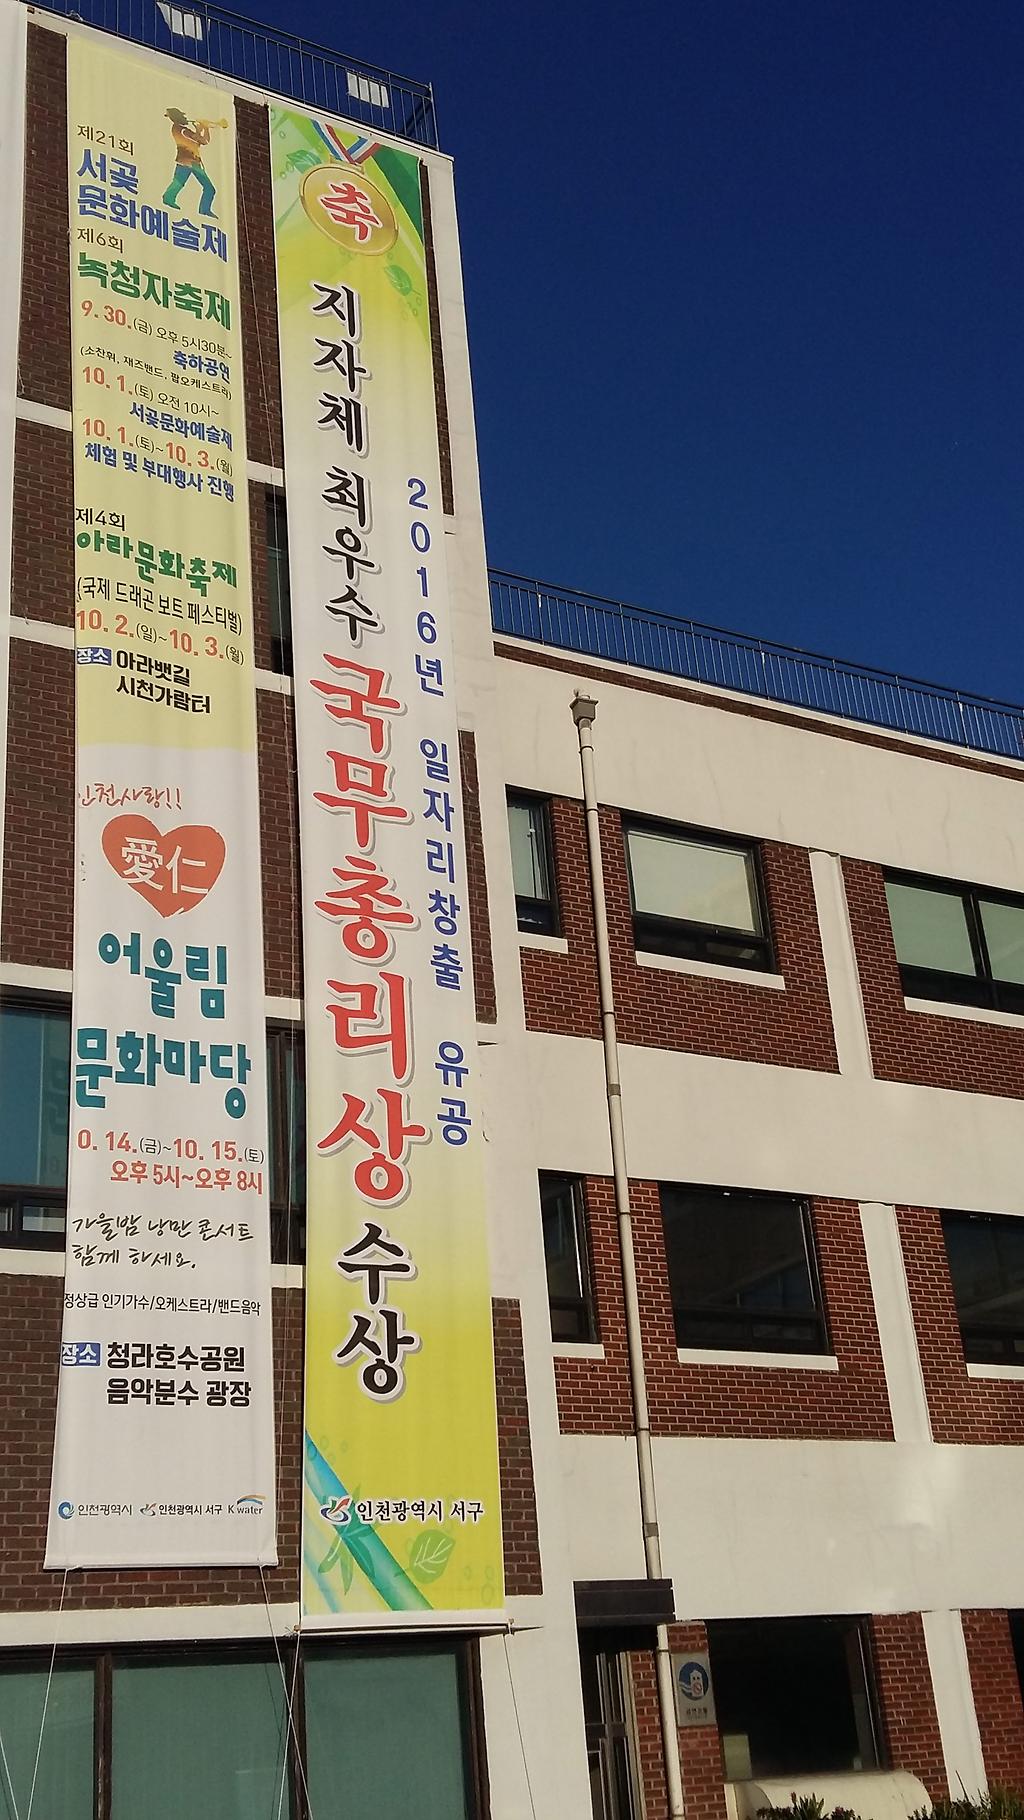 제21회
서곶
문화예술제
제6회
녹청자축제
9. 30.(금) 오후 5시30분~
축하공연
(소찬휘, 재즈밴드, 팝오케스트라)
10. 1.(토) 오전 10시~
서곶문화예술제
10. 1.(토)~10. 3.(월)
체험 및 부대행사 진행
제4회
아라문화축제
(국제 드래곤 보트 페스티벌)
10. 2.(일)~10. 3.(월)
장소 아라뱃길
시천가람터
인천사랑!!
愛仁
어울림
문화마당
0. 14.(금)~10. 15.(토)
오후 5시~오후 8시
가을밤 낭만 콘서트
함께 하세요.
정상급 인기가수/오케스트라/밴드음악
장소 청라호수공원
음악분수 광장
인천광역시 인천광역시 서구 K water
축
지자체 최우수 국무총리상 수상
2016년 일자리창출 유공
인천광역시 서구